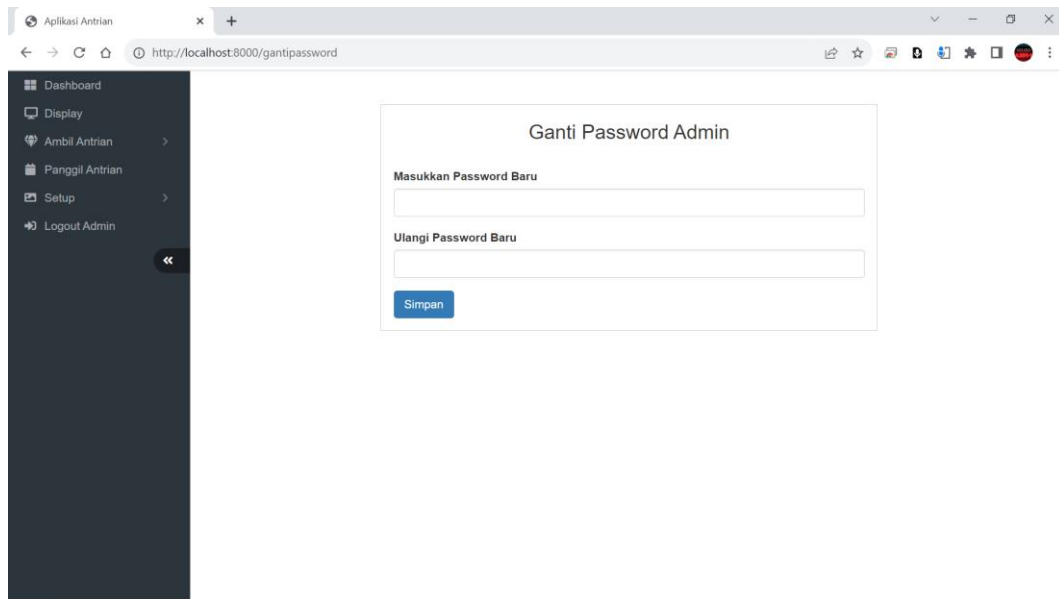 Aplikasi Antrian
http://localhost:8000/gantipassword
Dashboard
Display
Ambil Antrian
Panggil Antrian
Setup
Logout Admin
Ganti Password Admin
Masukkan Password Baru
Ulangi Password Baru
Simpan